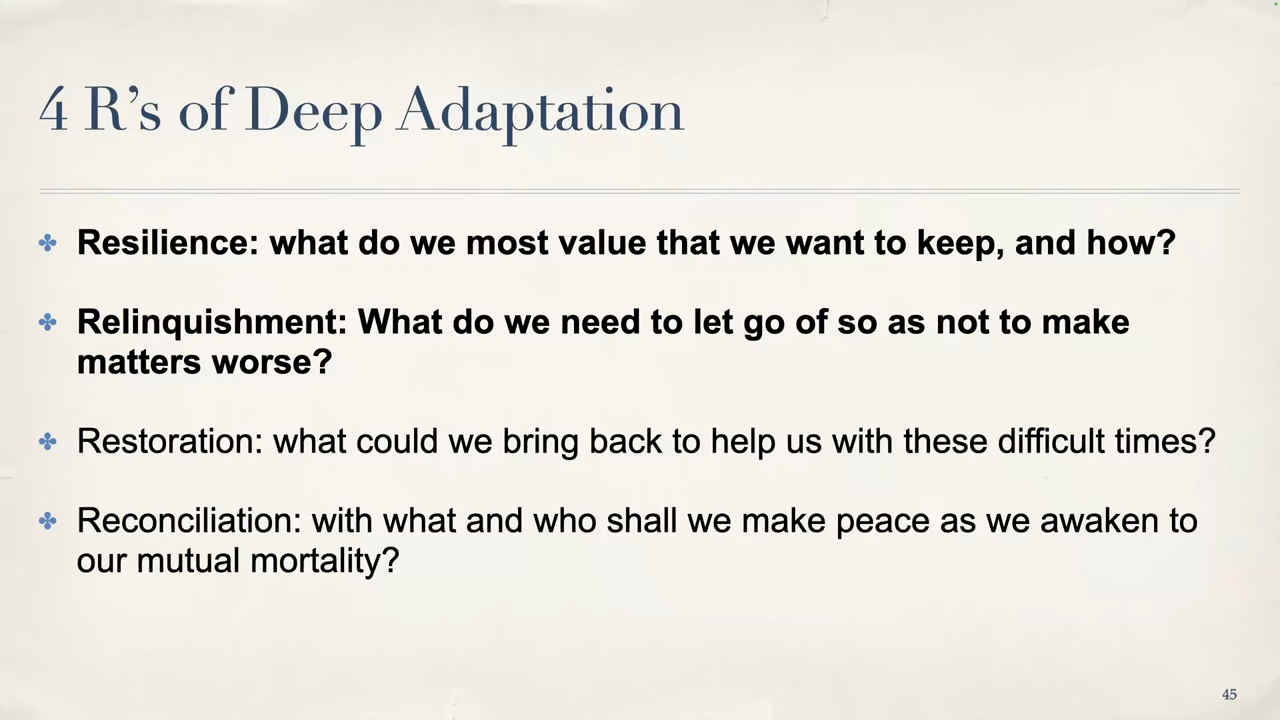 4 R’s of Deep Adaptation
Resilience: what do we most value that we want to keep, and how?
Relinquishment: What do we need to let go of so as not to make
matters worse?
Restoration: what could we bring back to help us with these difficult times?
Reconciliation: with what and who shall we make peace as we awaken to
our mutual mortality?
45